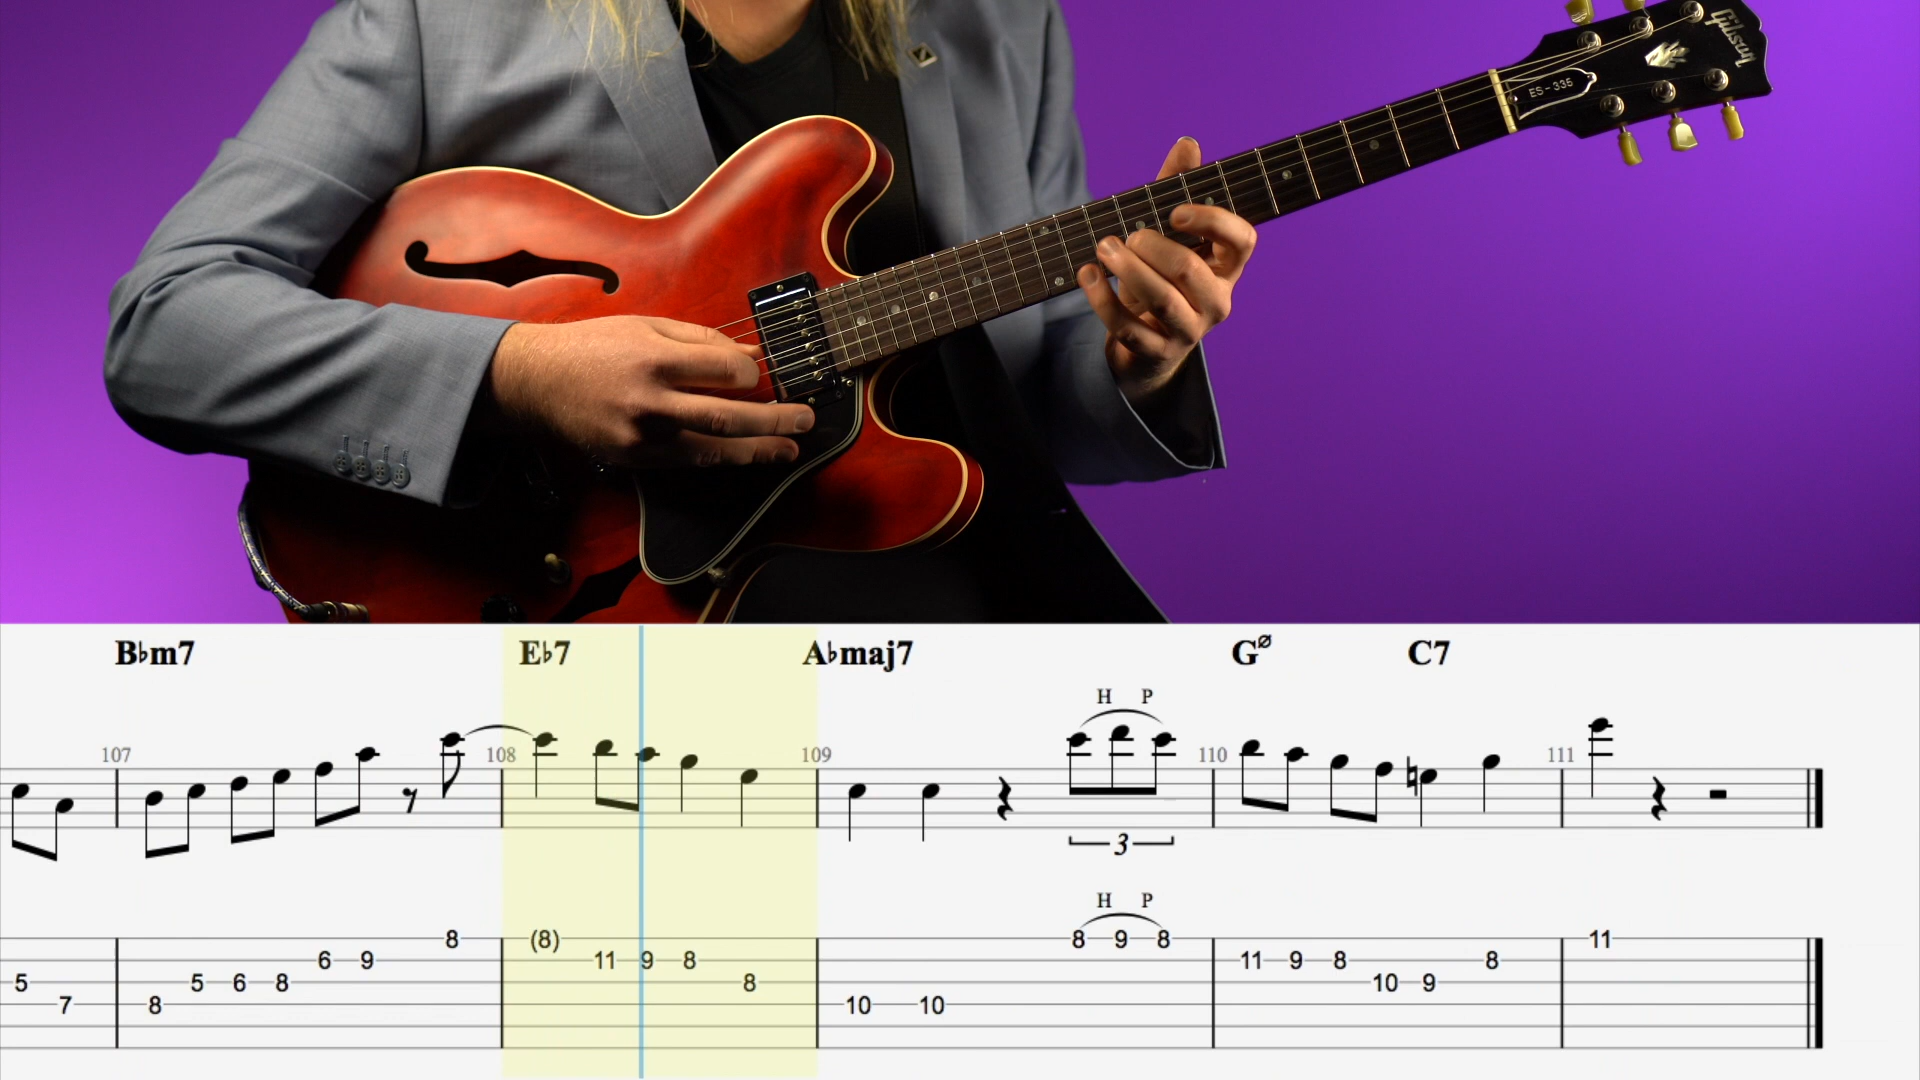 Gibson
ES-335
B♭m7 E♭7 A♭maj7 Gø C7
H P
107 108 109 110 111
3
H P
8 (8) 8 9 8 11
6 9 11 9 8 11 9 8 8
5 5 6 8 8 10 9
7 8 10 10